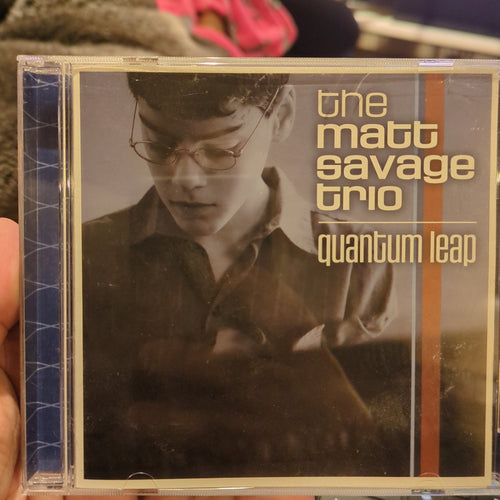 the
matt
savage
trio
quantum leap